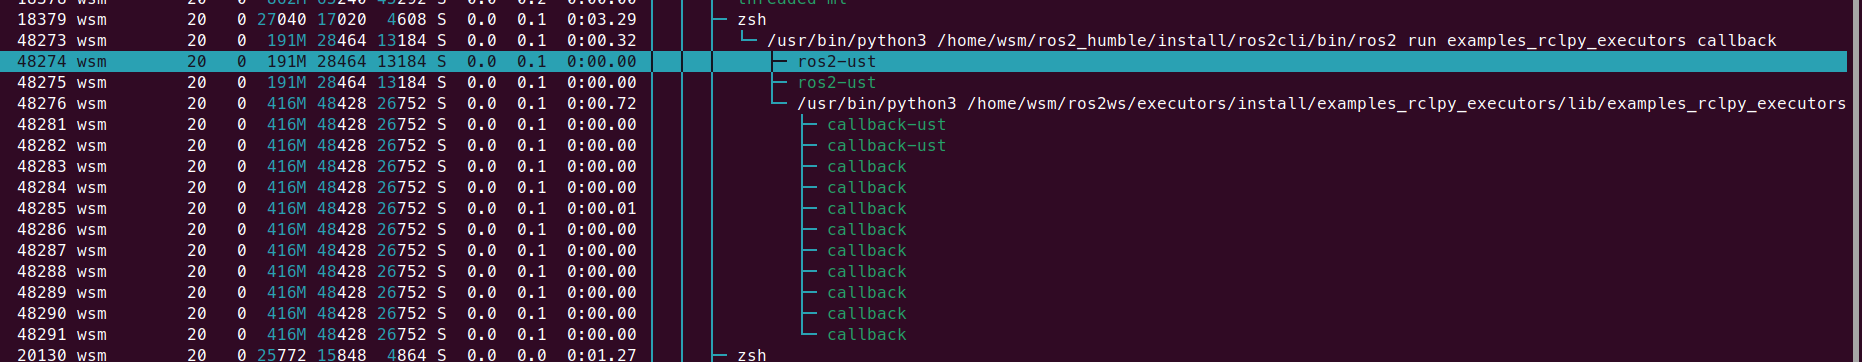 18379 wsm 20 0 27040 17020 4608 S 0.0 0.1 0:03.29 zsh
48273 wsm 20 0 191M 28464 13184 S 0.0 0.1 0:00.32 /usr/bin/python3 /home/wsm/ros2_humble/install/ros2cli/bin/ros2 run examples_rclpy_executors callback
48274 wsm 20 0 191M 28464 13184 S 0.0 0.1 0:00.00 ros2-ust
48275 wsm 20 0 191M 28464 13184 S 0.0 0.1 0:00.00 ros2-ust
48276 wsm 20 0 416M 48428 26752 S 0.0 0.1 0:00.72 /usr/bin/python3 /home/wsm/ros2ws/executors/install/examples_rclpy_executors/lib/examples_rclpy_executors
48281 wsm 20 0 416M 48428 26752 S 0.0 0.1 0:00.00 callback-ust
48282 wsm 20 0 416M 48428 26752 S 0.0 0.1 0:00.00 callback-ust
48283 wsm 20 0 416M 48428 26752 S 0.0 0.1 0:00.00 callback
48284 wsm 20 0 416M 48428 26752 S 0.0 0.1 0:00.00 callback
48285 wsm 20 0 416M 48428 26752 S 0.0 0.1 0:00.01 callback
48286 wsm 20 0 416M 48428 26752 S 0.0 0.1 0:00.00 callback
48287 wsm 20 0 416M 48428 26752 S 0.0 0.1 0:00.00 callback
48288 wsm 20 0 416M 48428 26752 S 0.0 0.1 0:00.00 callback
48289 wsm 20 0 416M 48428 26752 S 0.0 0.1 0:00.00 callback
48290 wsm 20 0 416M 48428 26752 S 0.0 0.1 0:00.00 callback
48291 wsm 20 0 416M 48428 26752 S 0.0 0.1 0:00.00 callback
20130 wsm 20 0 25772 15848 4864 S 0.0 0.0 0:01.27 zsh